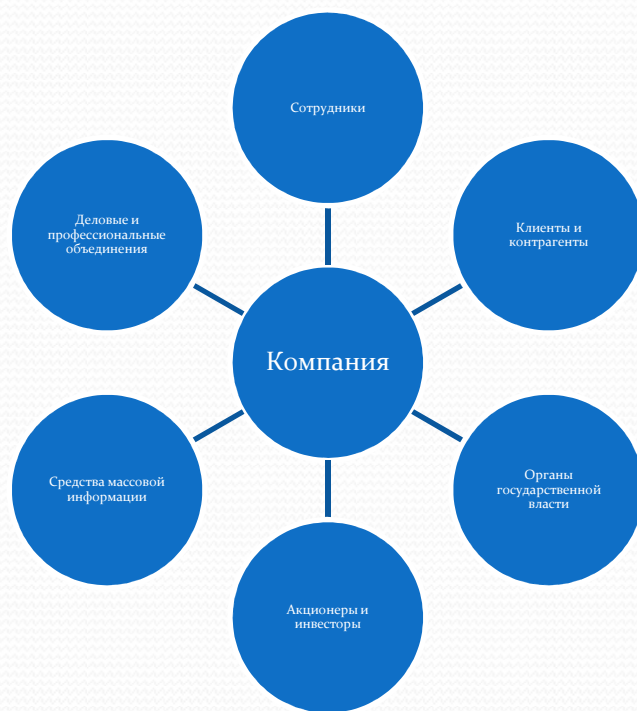 Сотрудники
Деловые и
профессиональные
объединения
Клиенты и
контрагенты
Компания
Средства массовой
информации
Органы
государственной
власти
Акционеры и
инвесторы